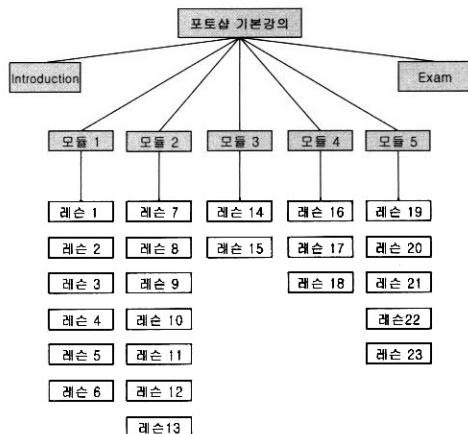 포토샵 기본강의
Introduction
Exam
모듈 1
모듈 2
모듈 3
모듈 4
모듈 5
레슨 1
레슨 7
레슨 14
레슨 16
레슨 19
레슨 2
레슨 8
레슨 15
레슨 17
레슨 20
레슨 3
레슨 9
레슨 18
레슨 21
레슨 4
레슨 10
레슨22
레슨 5
레슨 11
레슨 23
레슨 6
레슨 12
레슨13